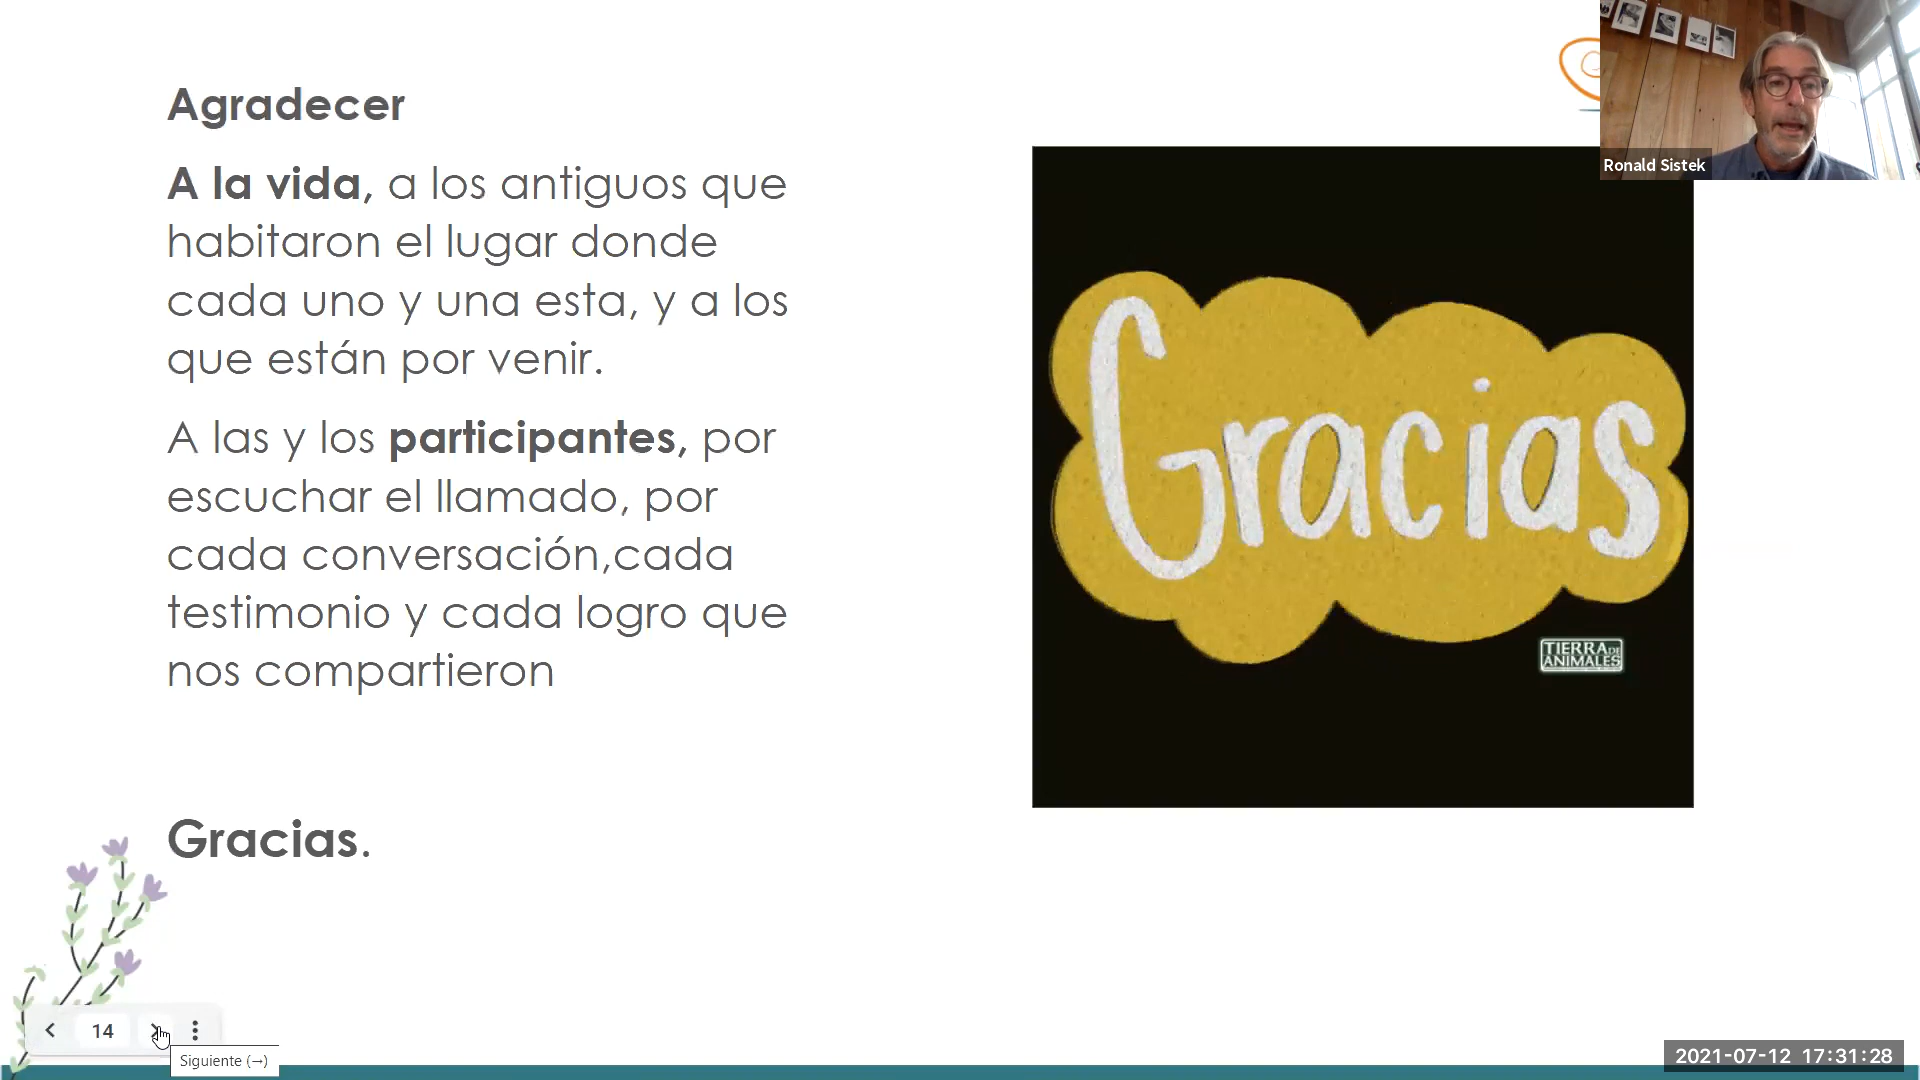 Agradecer
A la vida, a los antiguos que
habitaron el lugar donde
cada uno y una esta, y a los
que están por venir.
A las y los participantes, por
escuchar el llamado, por
cada conversación,cada
testimonio y cada logro que
nos compartieron
Gracias.
Gracias
TIERRA DE
ANIMALES
Ronald Sistek
14
Siguiente (→)
2021-07-12 17:31:28